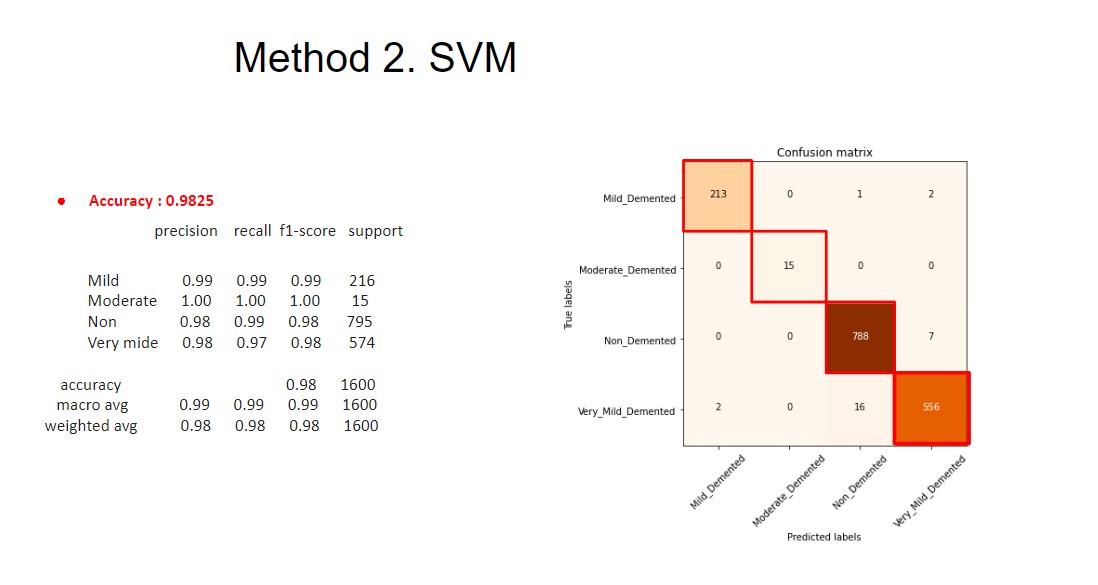 Method 2. SVM
• Accuracy : 0.9825
precision recall f1-score support
Mild 0.99 0.99 0.99 216
Moderate 1.00 1.00 1.00 15
Non 0.98 0.99 0.98 795
Very mide 0.98 0.97 0.98 574
accuracy 0.98 1600
macro avg 0.99 0.99 0.99 1600
weighted avg 0.98 0.98 0.98 1600
Confusion matrix
True labels
Mild_Demented 213 0 1 2
Moderate_Demented 0 15 0 0
Non_Demented 0 0 788 7
Very_Mild_Demented 2 0 16 556
Mild_Demented Moderate_Demented Non_Demented Very_Mild_Demented
Predicted labels